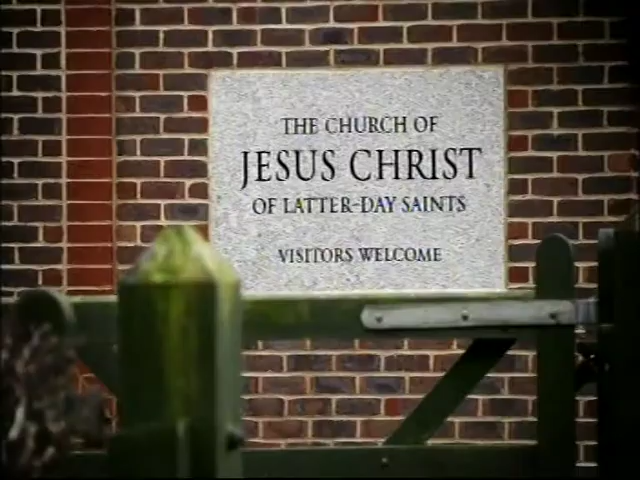 THE CHURCH OF
JESUS CHRIST
OF LATTER-DAY SAINTS
VISITORS WELCOME